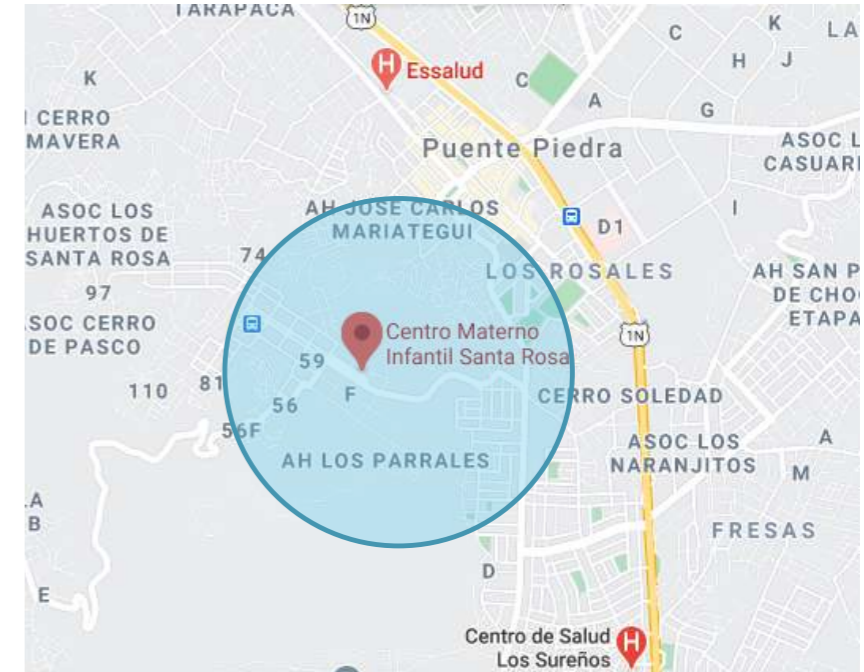 TARAPACA
1N
K
LA
C
H
J
Essalud
H
C
K
A
G
CERRO
MAVERA
Puente Piedra
ASOC L
CASUARI
ASOC LOS
HUERTOS DE
SANTA ROSA
AH JOSE CARLOS
MARIATEGUI
I
D1
74
LOS ROSALES
AH SAN P
DE CHO
ETAPA
97
SOC CERRO
DE PASCO
Centro Materno
Infantil Santa Rosa
1N
59
110
81
F
56
CERRO SOLEDAD
56F
ASOC LOS
NARANJITOS
A
M
AH LOS PARRALES
LA
B
FRESAS
D
E
Centro de Salud
Los Sureños
H